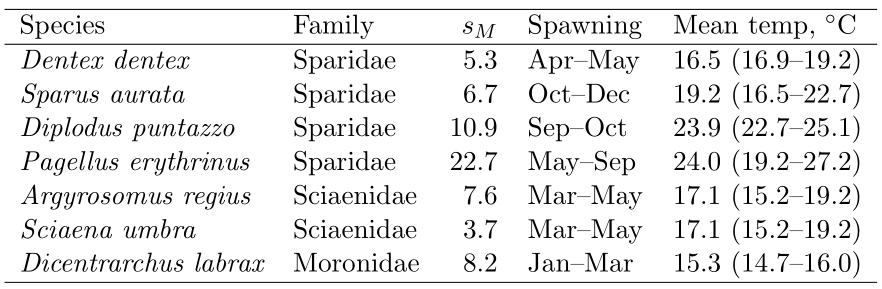 Species Family s_M Spawning Mean temp, °C
Dentex dentex Sparidae 5.3 Apr–May 16.5 (16.9–19.2)
Sparus aurata Sparidae 6.7 Oct–Dec 19.2 (16.5–22.7)
Diplodus puntazzo Sparidae 10.9 Sep–Oct 23.9 (22.7–25.1)
Pagellus erythrinus Sparidae 22.7 May–Sep 24.0 (19.2–27.2)
Argyrosomus regius Sciaenidae 7.6 Mar–May 17.1 (15.2–19.2)
Sciaena umbra Sciaenidae 3.7 Mar–May 17.1 (15.2–19.2)
Dicentrarchus labrax Moronidae 8.2 Jan–Mar 15.3 (14.7–16.0)